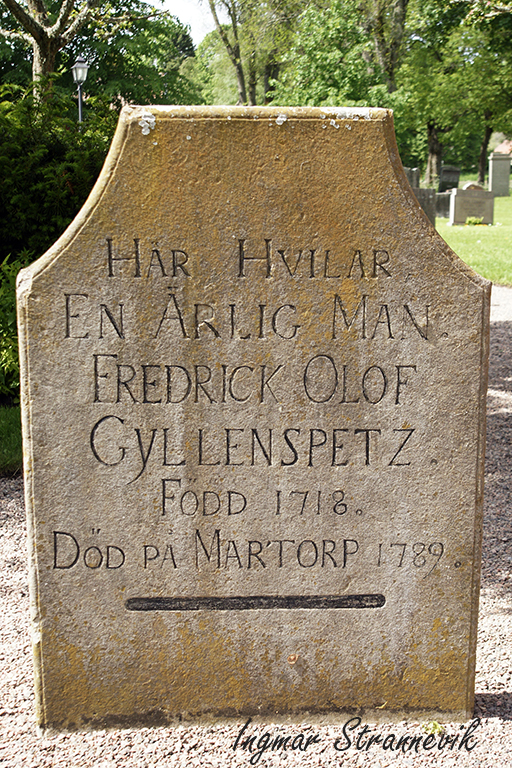 Här Hvilar
En Ärlig Man.
Fredrick Olof
Gyllenspetz.
Född 1718.
Död på Martorp 1789.
Ingmar Strannevik